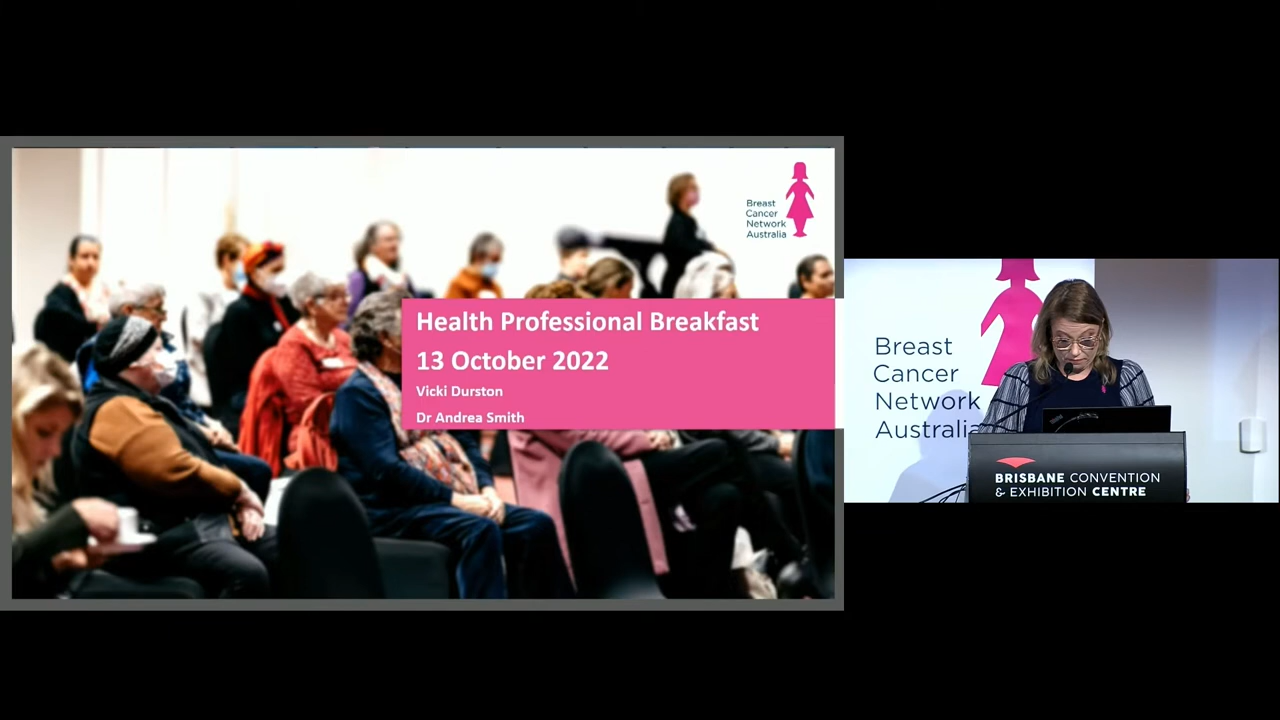 Breast
Cancer
Network
Australia
Health Professional Breakfast
13 October 2022
Vicki Durston
Dr Andrea Smith
Breast
Cancer
Network
Australia
BRISBANE CONVENTION
& EXHIBITION CENTRE